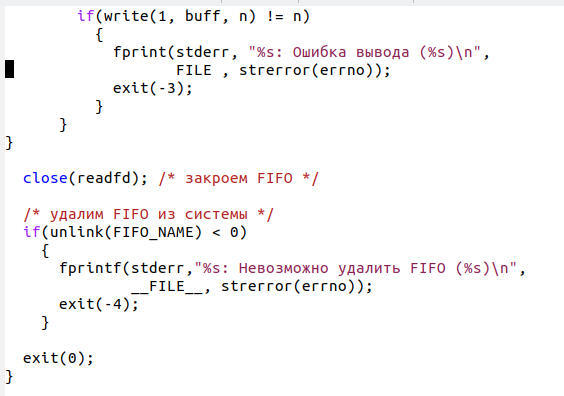 if(write(1, buff, n) != n)
{
fprint(stderr, "%s: Ошибка вывода (%s)\n",
FILE , strerror(errno));
exit(-3);
}
}
}
close(readfd); /* закроем FIFO */
/* удалим FIFO из системы */
if(unlink(FIFO_NAME) < 0)
{
fprintf(stderr,"%s: Невозможно удалить FIFO (%s)\n",
__FILE__, strerror(errno));
exit(-4);
}
exit(0);
}